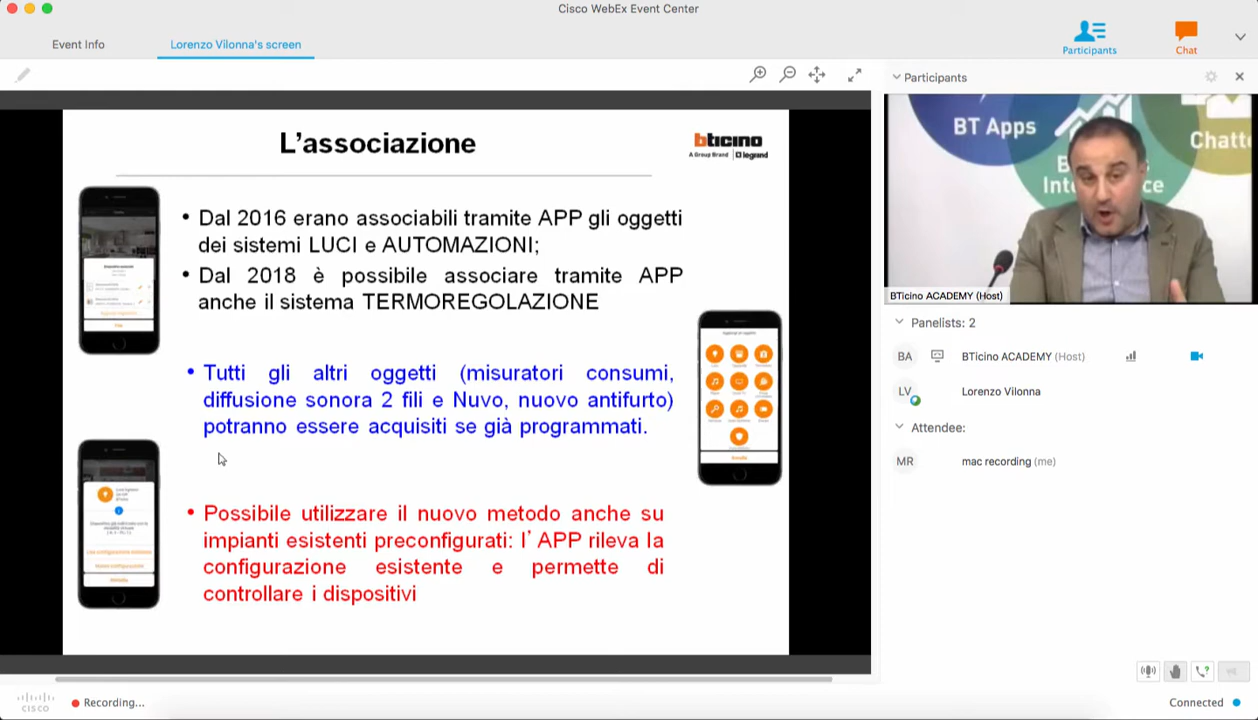 Cisco WebEx Event Center
Event Info
Lorenzo Vilonna's screen
Participants
Chat
Participants
L'associazione
bticino
A Group Brand legrand
• Dal 2016 erano associabili tramite APP gli oggetti
dei sistemi LUCI e AUTOMAZIONI;
• Dal 2018 è possibile associare tramite APP
anche il sistema TERMOREGOLAZIONE
• Tutti gli altri oggetti (misuratori consumi,
diffusione sonora 2 fili e Nuvo, nuovo antifurto)
potranno essere acquisiti se già programmati.
• Possibile utilizzare il nuovo metodo anche su
impianti esistenti preconfigurati: l'APP rileva la
configurazione esistente e permette di
controllare i dispositivi
BT Apps
Chatt
BTicino ACADEMY (Host)
Panelists: 2
BA
BTicino ACADEMY (Host)
LV
Lorenzo Vilonna
Attendee:
MR
mac recording (me)
CISCO
Recording...
Connected